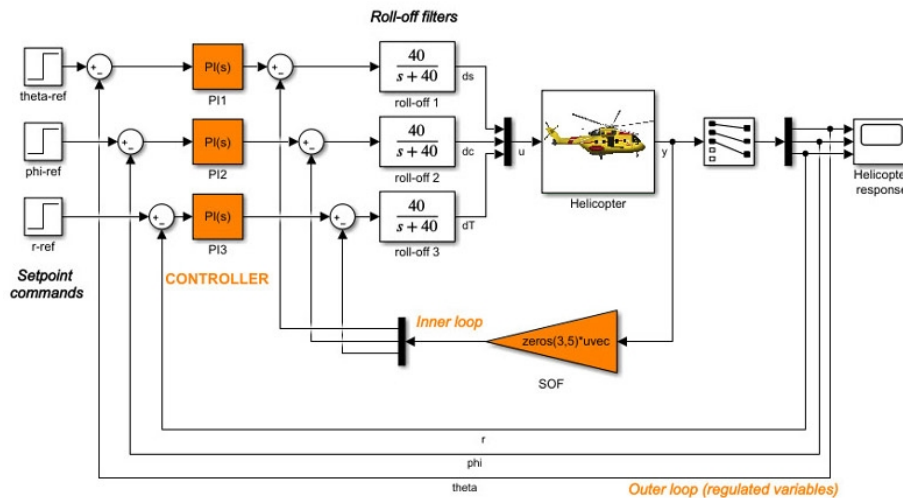 Roll-off filters
+
-
PI(s)
PI1
+
-
40
s + 40
roll-off 1
ds
theta-ref
+
-
PI(s)
PI2
+
-
40
s + 40
roll-off 2
dc
u
Helicopter
y
Helicopter
response
phi-ref
+
-
PI(s)
PI3
+
-
40
s + 40
roll-off 3
dT
r-ref
Setpoint
commands
CONTROLLER
Inner loop
zeros(3,5)*uvec
SOF
r
phi
theta
Outer loop (regulated variables)